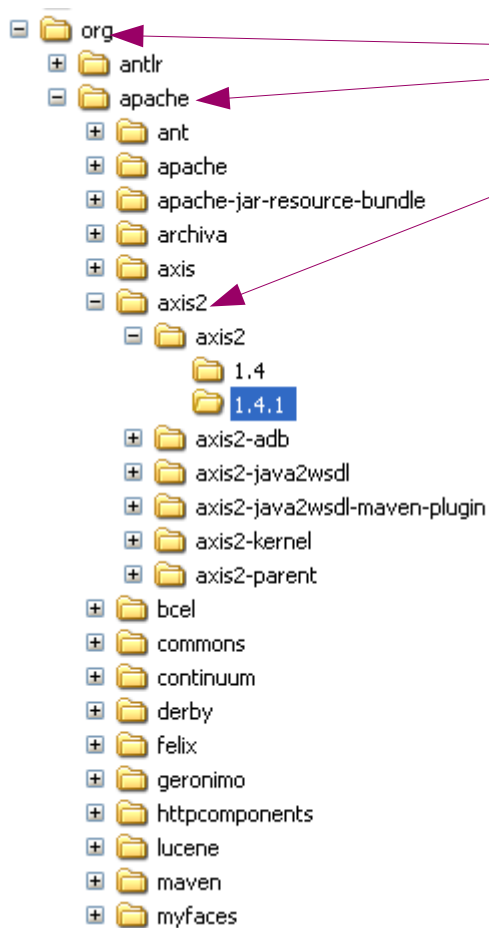 org
antlr
apache
ant
apache
apache-jar-resource-bundle
archiva
axis
axis2
axis2
1.4
1.4.1
axis2-adb
axis2-java2wsdl
axis2-java2wsdl-maven-plugin
axis2-kernel
axis2-parent
bcel
commons
continuum
derby
felix
geronimo
httpcomponents
lucene
maven
myfaces